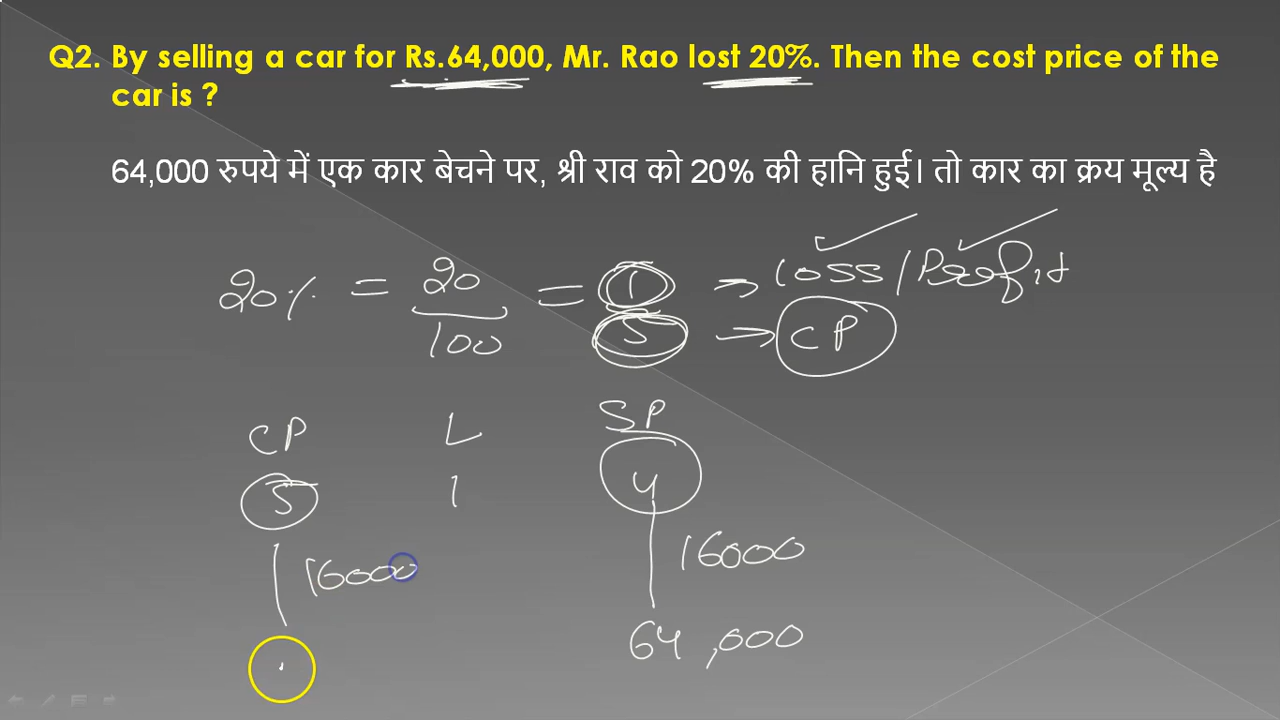 Q2. By selling a car for Rs.64,000, Mr. Rao lost 20%. Then the cost price of the
car is ?
64,000 रुपये में एक कार बेचने पर, श्री राव को 20% की हानि हुई। तो कार का क्रय मूल्य है
20% = 20/100 = 1/5 → Loss/Profit
→ CP
CP L SP
5 1 4
16000 16000
64,000